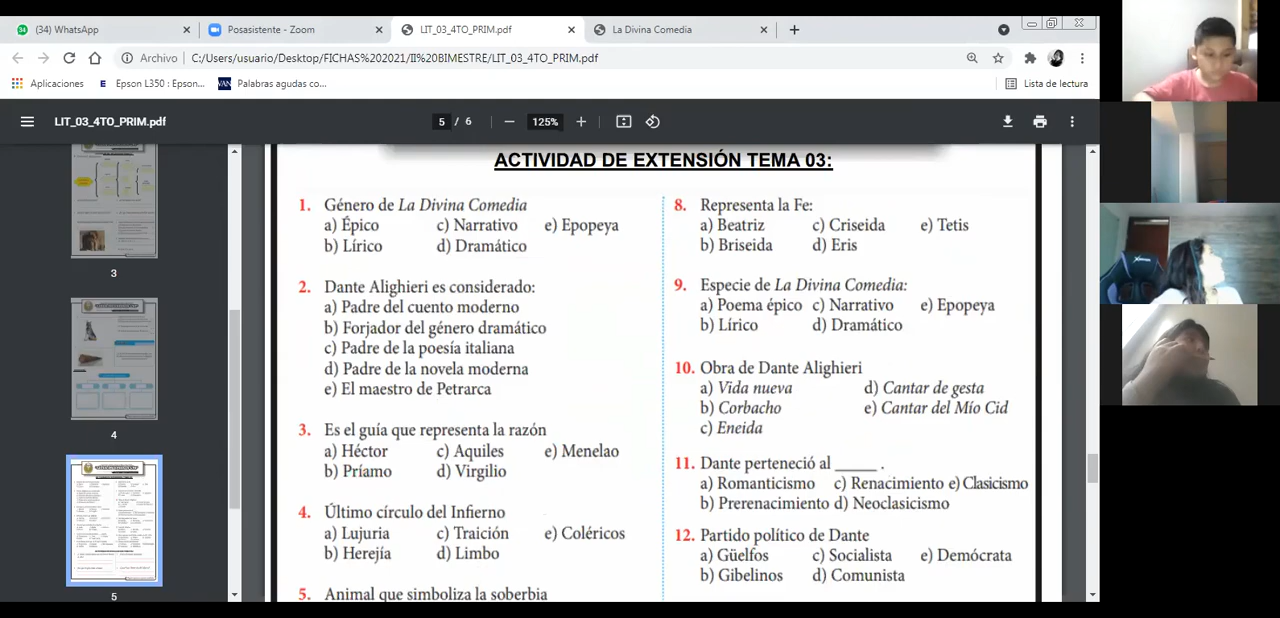 (34) WhatsApp
Posasistente - Zoom
LIT_03_4TO_PRIM.pdf
La Divina Comedia
Archivo
C:/Users/usuario/Desktop/FICHAS%202021/II%20BIMESTRE/LIT_03_4TO_PRIM.pdf
Aplicaciones
Epson L350 : Epson...
Palabras agudas co...
Lista de lectura
LIT_03_4TO_PRIM.pdf
5 / 6
125%
3
4
5
ACTIVIDAD DE EXTENSIÓN TEMA 03:
1. Género de La Divina Comedia
a) Épico c) Narrativo e) Epopeya
b) Lírico d) Dramático
2. Dante Alighieri es considerado:
a) Padre del cuento moderno
b) Forjador del género dramático
c) Padre de la poesía italiana
d) Padre de la novela moderna
e) El maestro de Petrarca
3. Es el guía que representa la razón
a) Héctor c) Aquiles e) Menelao
b) Príamo d) Virgilio
4. Último círculo del Infierno
a) Lujuria c) Traición e) Coléricos
b) Herejía d) Limbo
5. Animal que simboliza la soberbia
8. Representa la Fe:
a) Beatriz c) Criseida e) Tetis
b) Briseida d) Eris
9. Especie de La Divina Comedia:
a) Poema épico c) Narrativo e) Epopeya
b) Lírico d) Dramático
10. Obra de Dante Alighieri
a) Vida nueva d) Cantar de gesta
b) Corbacho e) Cantar del Mío Cid
c) Eneida
11. Dante perteneció al _____ .
a) Romanticismo c) Renacimiento e) Clasicismo
b) Prerenacimiento d) Neoclasicismo
12. Partido político de Dante
a) Güelfos c) Socialista e) Demócrata
b) Gibelinos d) Comunista